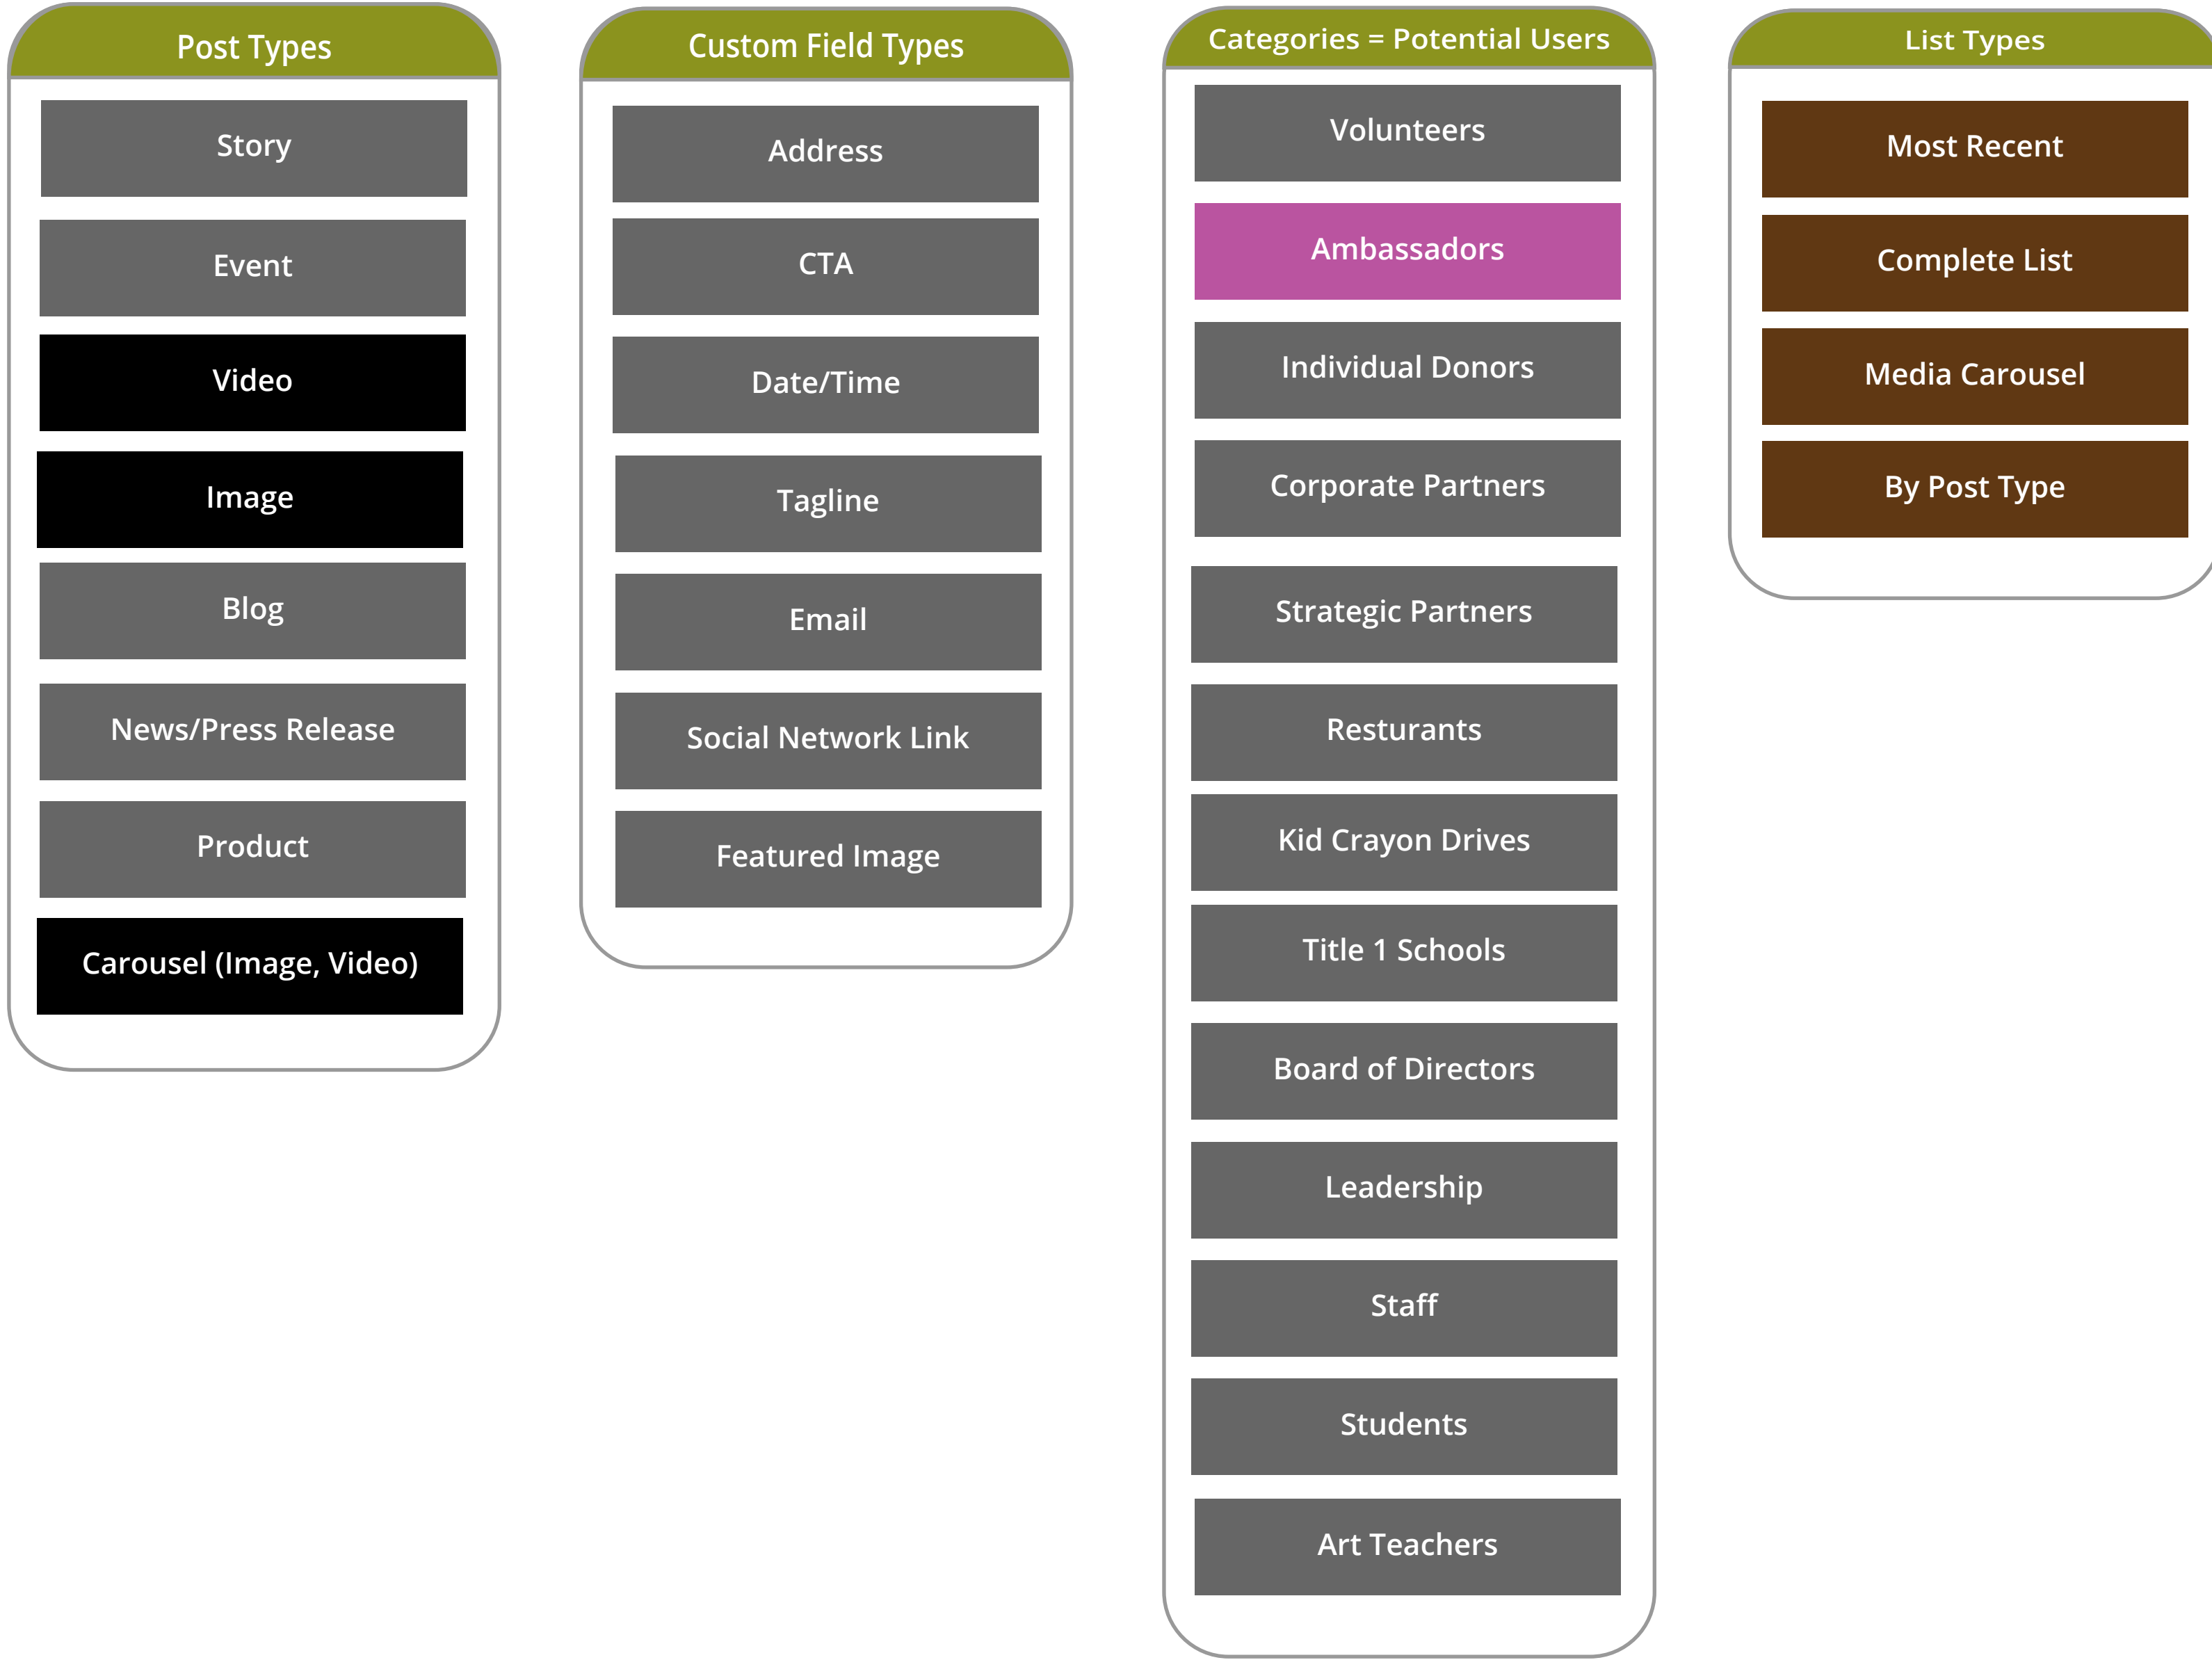 Post Types
Story
Event
Video
Image
Blog
News/Press Release
Product
Carousel (Image, Video)
Custom Field Types
Address
CTA
Date/Time
Tagline
Email
Social Network Link
Featured Image
Categories = Potential Users
Volunteers
Ambassadors
Individual Donors
Corporate Partners
Strategic Partners
Resturants
Kid Crayon Drives
Title 1 Schools
Board of Directors
Leadership
Staff
Students
Art Teachers
List Types
Most Recent
Complete List
Media Carousel
By Post Type